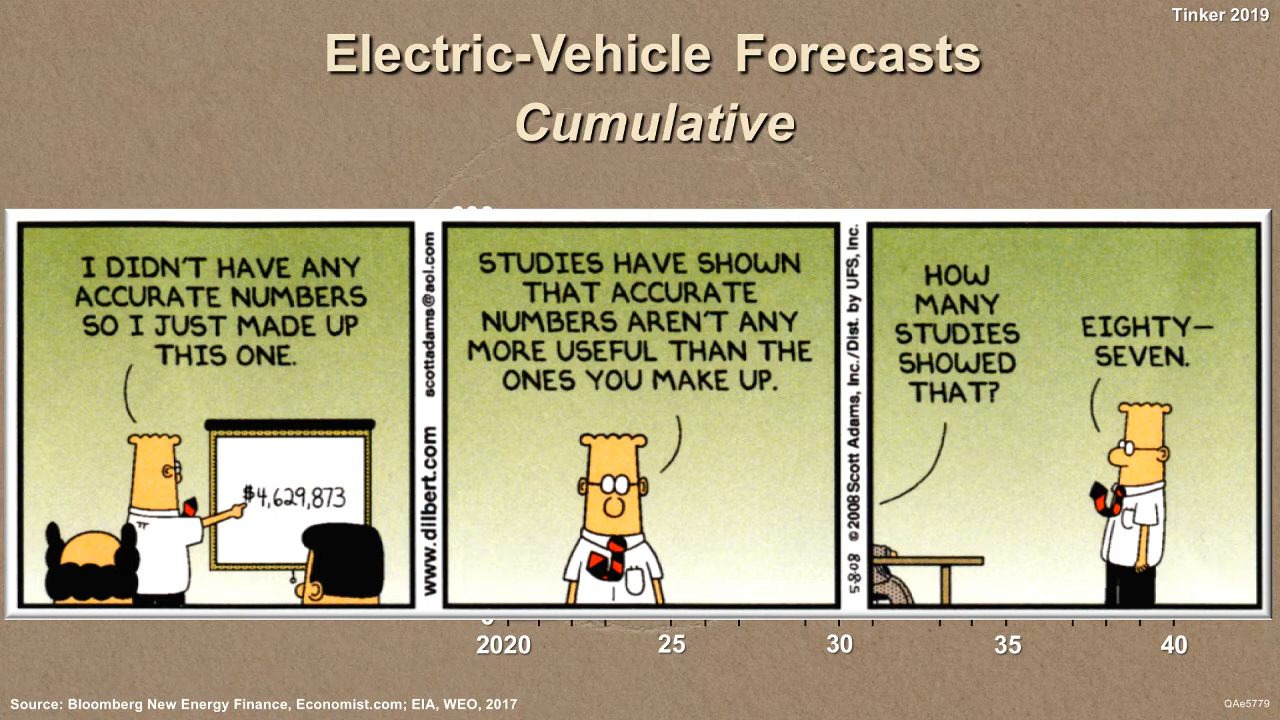 Tinker 2019
Electric-Vehicle Forecasts
Cumulative
I DIDN'T HAVE ANY
ACCURATE NUMBERS
SO I JUST MADE UP
THIS ONE.
$4,629,873
www.dilbert.com scottadams@aol.com
STUDIES HAVE SHOWN
THAT ACCURATE
NUMBERS AREN'T ANY
MORE USEFUL THAN THE
ONES YOU MAKE UP.
5-8-08 ©2008 Scott Adams, Inc./Dist. by UFS, Inc.
HOW
MANY
STUDIES
SHOWED
THAT?
EIGHTY—
SEVEN.
2020 25 30 35 40
Source: Bloomberg New Energy Finance, Economist.com; EIA, WEO, 2017
QAe5779